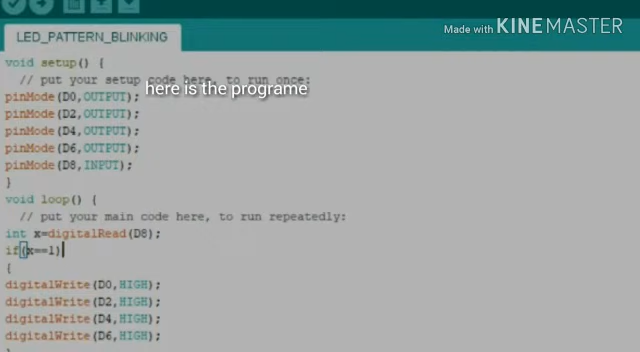 Made with KINEMASTER
LED_PATTERN_BLINKING
void setup() {
// put your setup code here, to run once:
here is the programe
pinMode(D0,OUTPUT);
pinMode(D2,OUTPUT);
pinMode(D4,OUTPUT);
pinMode(D6,OUTPUT);
pinMode(D8,INPUT);
}
void loop() {
// put your main code here, to run repeatedly:
int x=digitalRead(D8);
if(x==1)
{
digitalWrite(D0,HIGH);
digitalWrite(D2,HIGH);
digitalWrite(D4,HIGH);
digitalWrite(D6,HIGH);